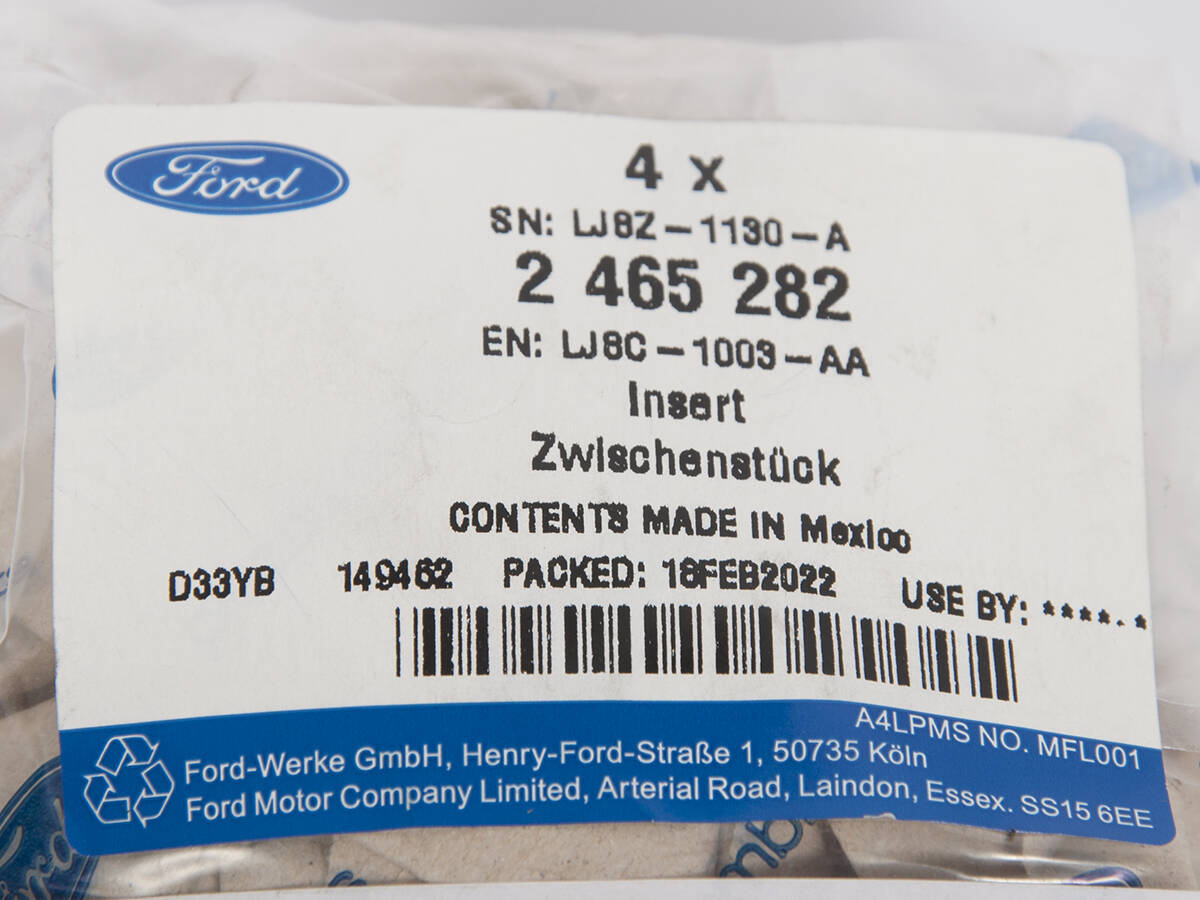 Ford
4 x
SN: LJ8Z-1130-A
2 465 282
EN: LJ8C-1003-AA
Insert
Zwischenstück
CONTENTS MADE IN Mexico
D33YB 149462 PACKED: 18FEB2022 USE BY: ****.*
A4LPMS NO. MFL001
Ford-Werke GmbH, Henry-Ford-Straße 1, 50735 Köln
Ford Motor Company Limited, Arterial Road, Laindon, Essex. SS15 6EE
Ford